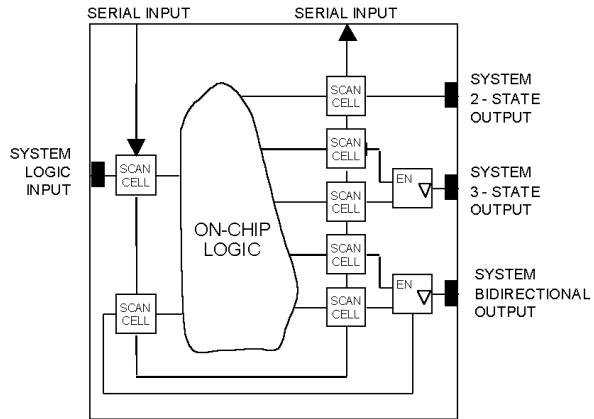 SERIAL INPUT
SERIAL INPUT
SYSTEM
LOGIC
INPUT
SCAN
CELL
SCAN
CELL
ON-CHIP
LOGIC
SCAN
CELL
SCAN
CELL
SCAN
CELL
SCAN
CELL
SCAN
CELL
EN
EN
SYSTEM
2 - STATE
OUTPUT
SYSTEM
3 - STATE
OUTPUT
SYSTEM
BIDIRECTIONAL
OUTPUT